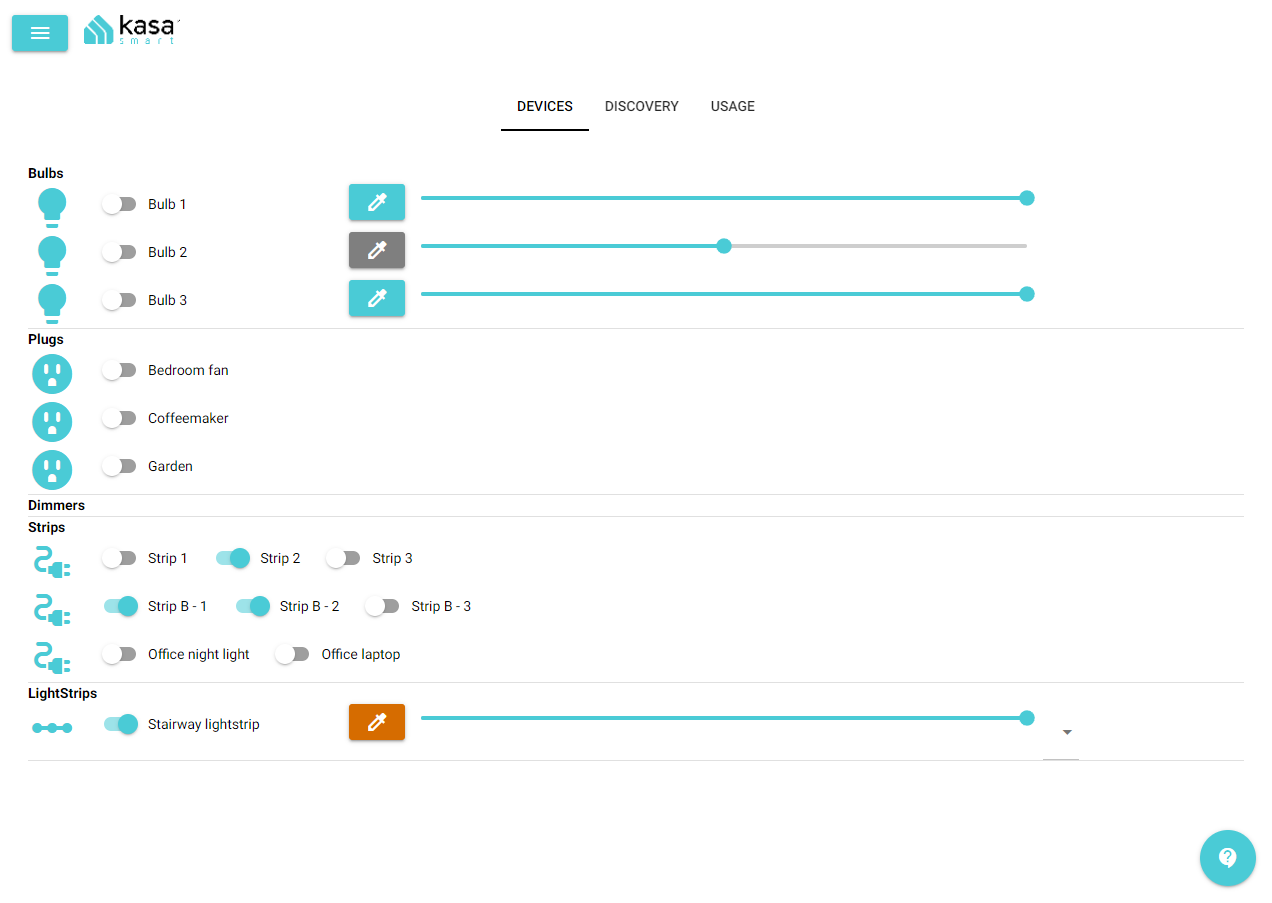 kasa
smart
DEVICES DISCOVERY USAGE
Bulbs
Bulb 1
Bulb 2
Bulb 3
Plugs
Bedroom fan
Coffeemaker
Garden
Dimmers
Strips
Strip 1 Strip 2 Strip 3
Strip B - 1 Strip B - 2 Strip B - 3
Office night light Office laptop
LightStrips
Stairway lightstrip
?